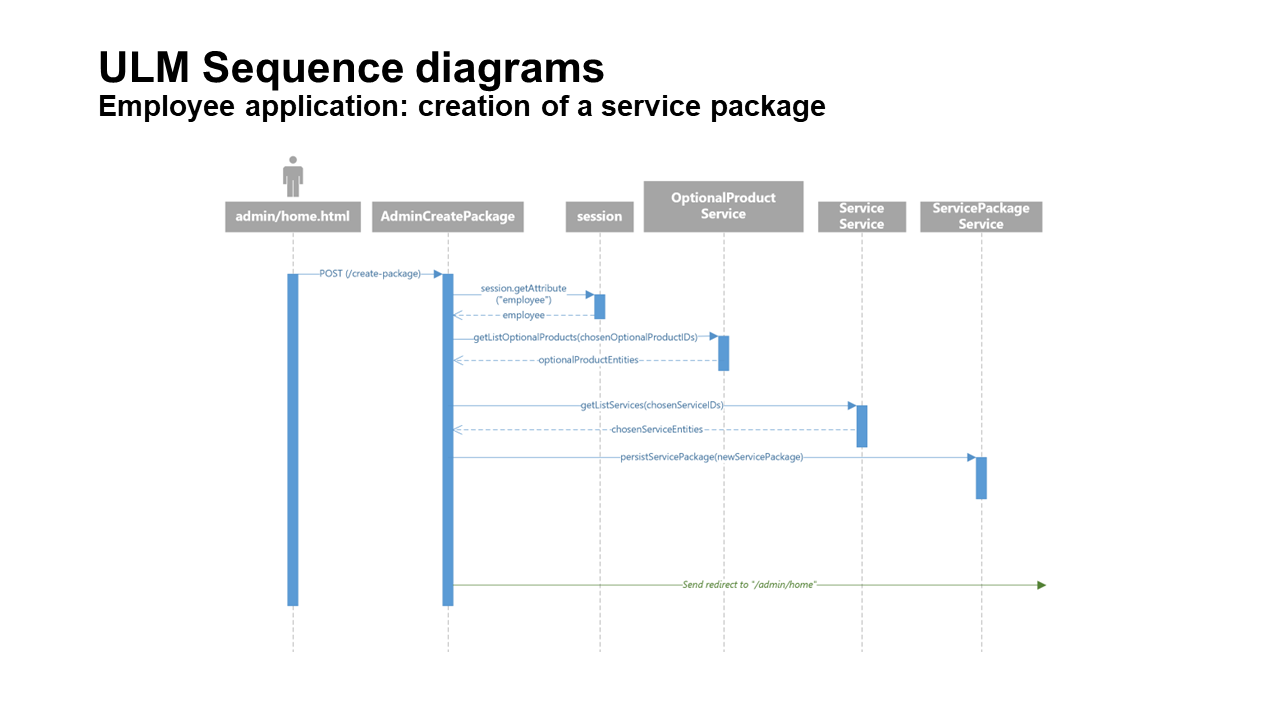 ULM Sequence diagrams
Employee application: creation of a service package
admin/home.html
AdminCreatePackage
session
OptionalProduct
Service
Service
Service
ServicePackage
Service
POST (/create-package)
session.getAttribute
("employee")
employee
getListOptionalProducts(chosenOptionalProductIDs)
optionalProductEntities
getListServices(chosenServiceIDs)
chosenServiceEntities
persistServicePackage(newServicePackage)
Send redirect to "/admin/home"